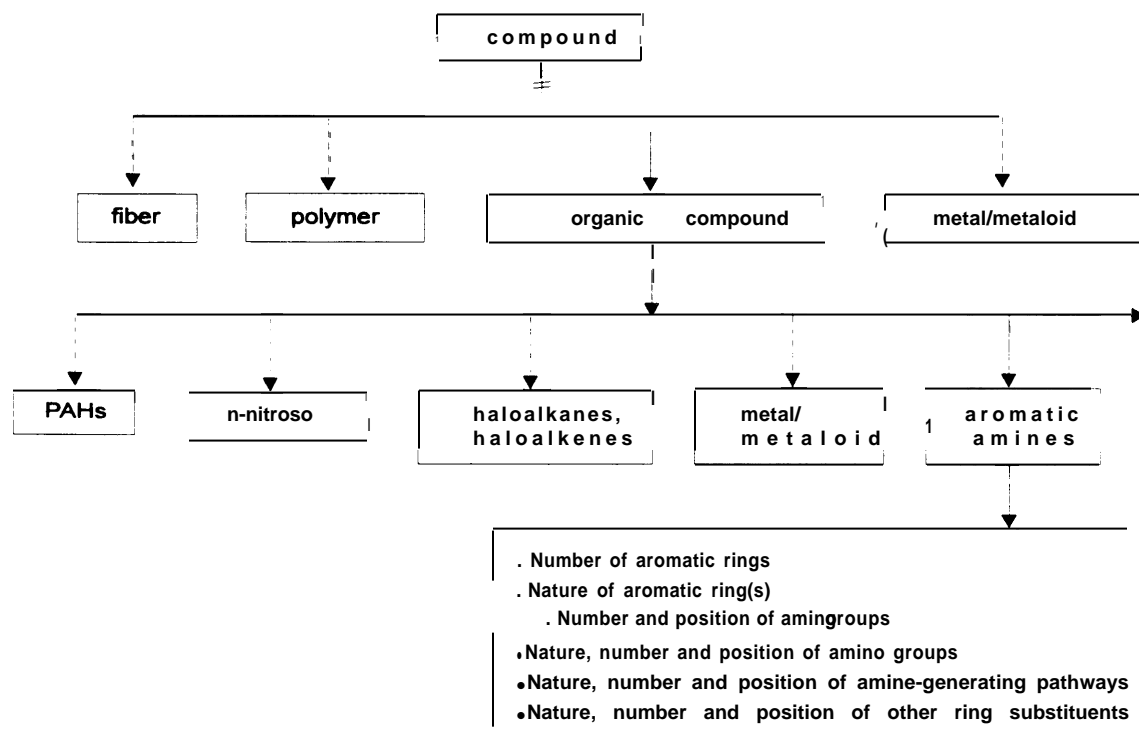 compound
fiber
polymer
organic compound
metal/metaloid
PAHs
n-nitroso
haloalkanes,
haloalkenes
metal/
metaloid
aromatic
amines
. Number of aromatic rings
. Nature of aromatic ring(s)
. Number and position of amingroups
•Nature, number and position of amino groups
•Nature, number and position of amine-generating pathways
•Nature, number and position of other ring substituents